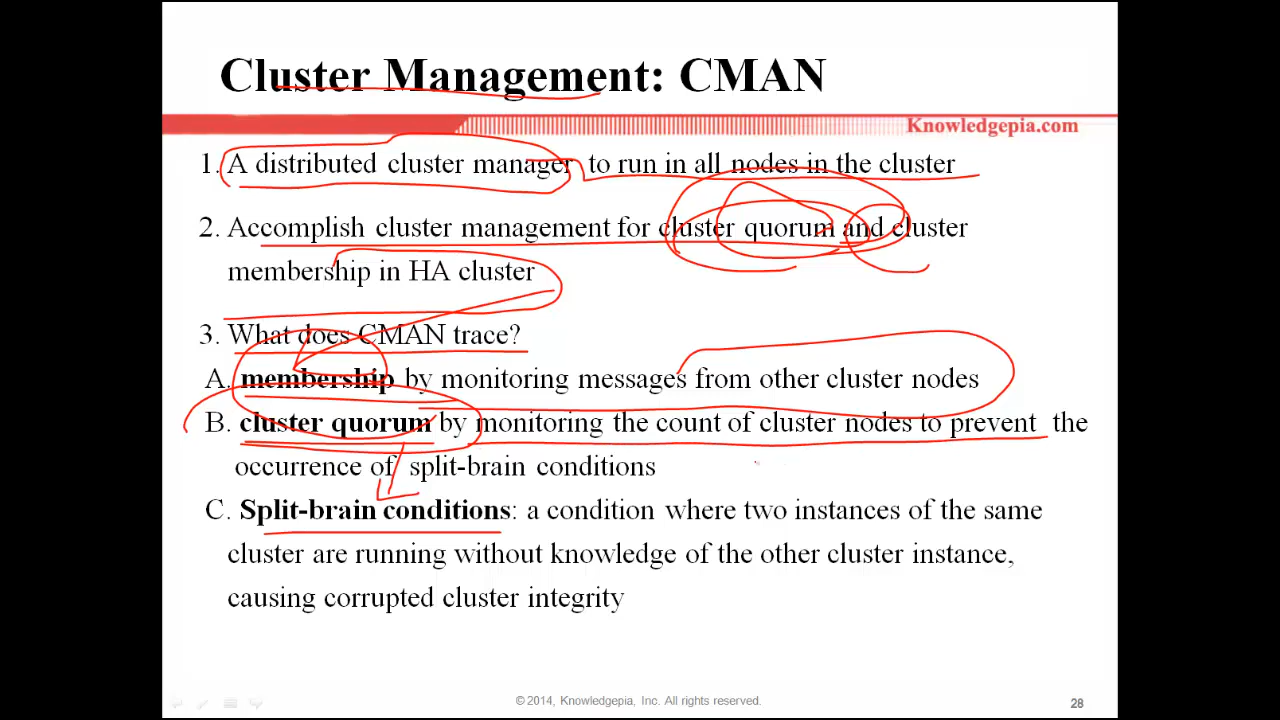 Cluster Management: CMAN
Knowledgepia.com
1. A distributed cluster manager to run in all nodes in the cluster
2. Accomplish cluster management for cluster quorum and cluster
membership in HA cluster
3. What does CMAN trace?
A. membership by monitoring messages from other cluster nodes
B. cluster quorum by monitoring the count of cluster nodes to prevent the
occurrence of split-brain conditions
C. Split-brain conditions: a condition where two instances of the same
cluster are running without knowledge of the other cluster instance,
causing corrupted cluster integrity
© 2014, Knowledgepia, Inc. All rights reserved.
28